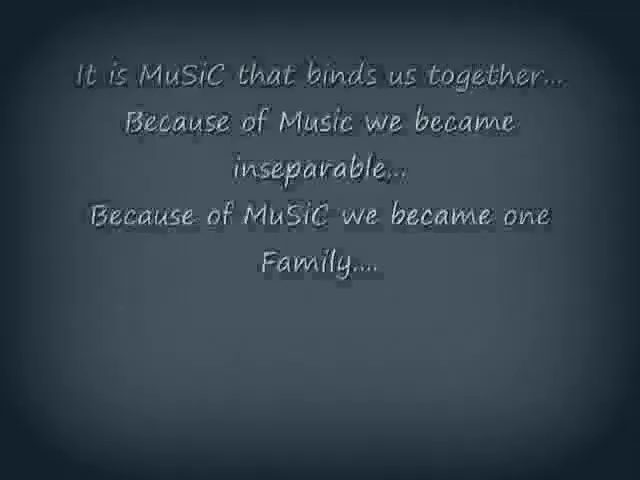 It is MuSiC that binds us together...
Because of Music we became
inseparable...
Because of MuSiC we became one
Family....